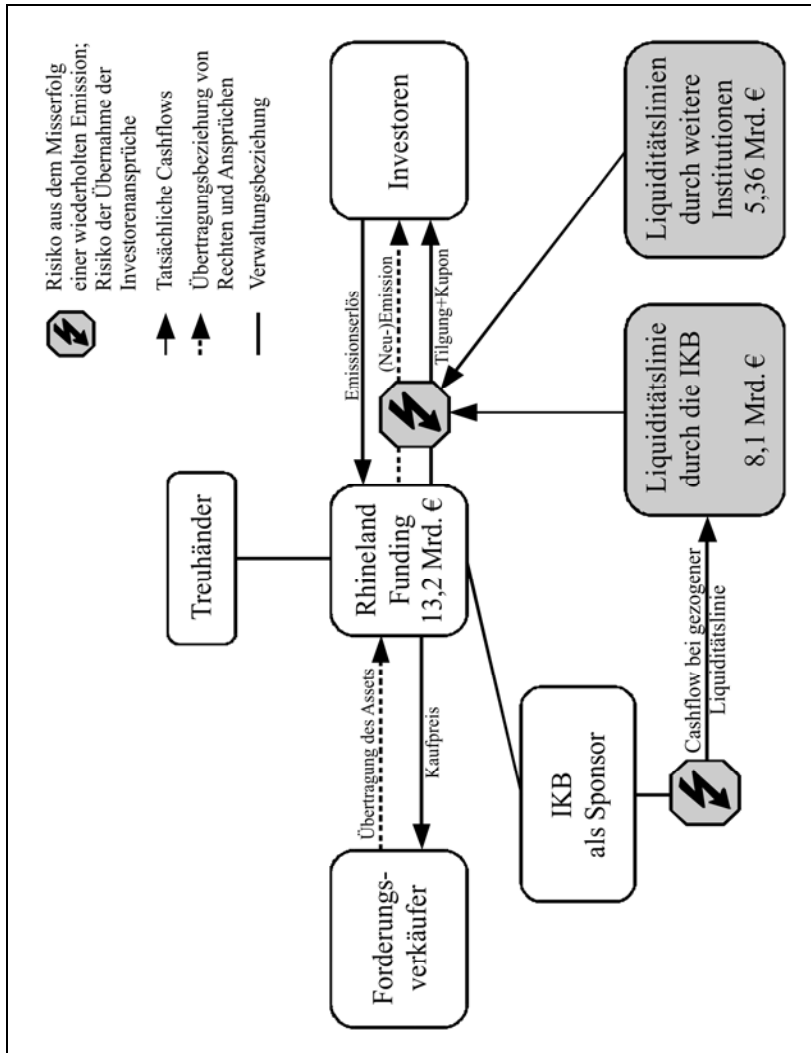 Risiko aus dem Misserfolg
einer wiederholten Emission;
Risiko der Übernahme der
Investorenansprüche
Tatsächliche Cashflows
Übertragungsbeziehung von
Rechten und Ansprüchen
Verwaltungsbeziehung
Treuhänder
Forderungs-
verkäufer
Übertragung des Assets
Kaufpreis
Rhineland
Funding
13,2 Mrd. €
Emissionserlös
(Neu-)Emission
Tilgung+Kupon
Investoren
IKB
als Sponsor
Cashflow bei gezogener
Liquiditätslinie
Liquiditätslinie
durch die IKB
8,1 Mrd. €
Liquiditätslinien
durch weitere
Institutionen
5,36 Mrd. €